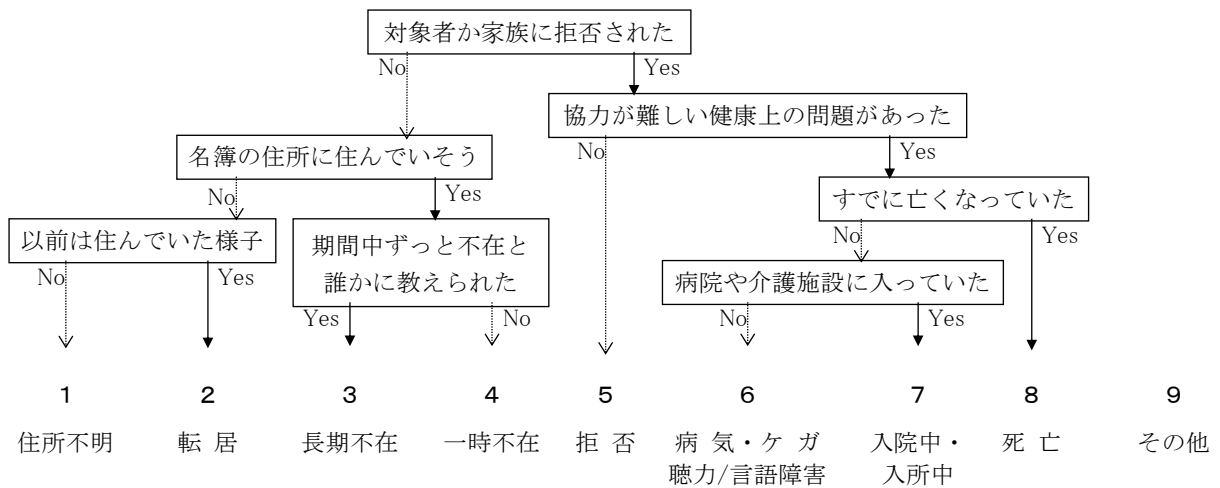 対象者か家族に拒否された
No
Yes
協力が難しい健康上の問題があった
名簿の住所に住んでいそう
No
Yes
No
Yes
すでに亡くなっていた
以前は住んでいた様子
期間中ずっと不在と
誰かに教えられた
No
Yes
病院や介護施設に入っていた
No
Yes
Yes
No
No
Yes
1
2
3
4
5
6
7
8
9
住所不明
転 居
長期不在
一時不在
拒 否
病 気・ケ ガ
聴力/言語障害
入院中・
入所中
死 亡
その他